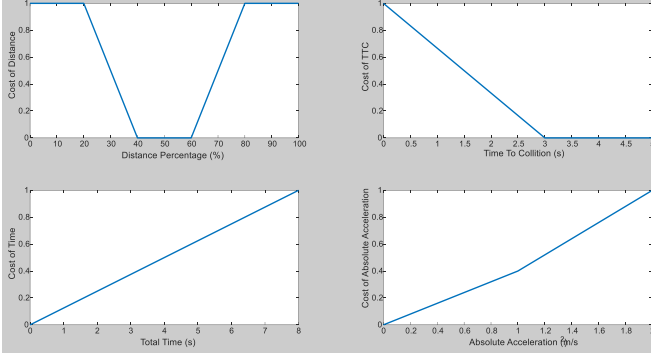 Cost of Distance
1
0.8
0.6
0.4
0.2
0
0 10 20 30 40 50 60 70 80 90 100
Distance Percentage (%)
Cost of TTC
1
0.8
0.6
0.4
0.2
0
0 0.5 1 1.5 2 2.5 3 3.5 4 4.5 5
Time To Collition (s)
Cost of Time
1
0.8
0.6
0.4
0.2
0
0 1 2 3 4 5 6 7 8
Total Time (s)
Cost of Absolute Acceleration
1
0.8
0.6
0.4
0.2
0
0 0.2 0.4 0.6 0.8 1 1.2 1.4 1.6 1.8
Absolute Acceleration